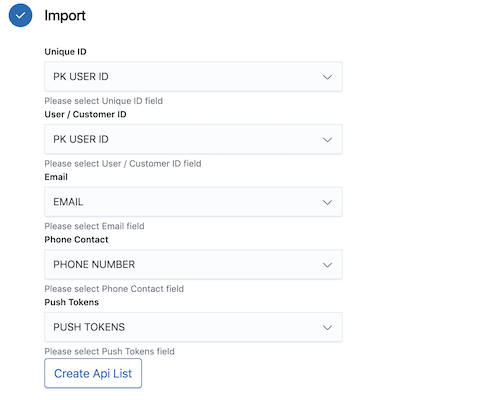 Import
Unique ID
PK USER ID
Please select Unique ID field
User / Customer ID
PK USER ID
Please select User / Customer ID field
Email
EMAIL
Please select Email field
Phone Contact
PHONE NUMBER
Please select Phone Contact field
Push Tokens
PUSH TOKENS
Please select Push Tokens field
Create Api List